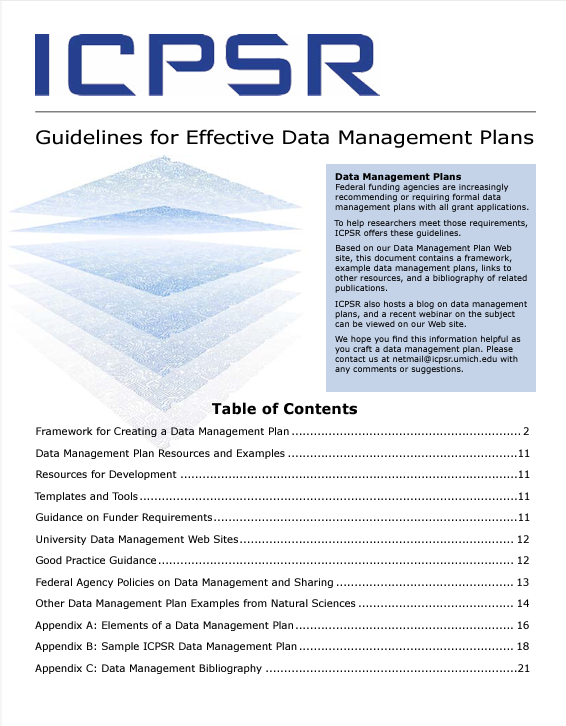 ICPSR
Guidelines for Effective Data Management Plans
Data Management Plans
Federal funding agencies are increasingly
recommending or requiring formal data
management plans with all grant applications.
To help researchers meet those requirements,
ICPSR offers these guidelines.
Based on our Data Management Plan Web
site, this document contains a framework,
example data management plans, links to
other resources, and a bibliography of related
publications.
ICPSR also hosts a blog on data management
plans, and a recent webinar on the subject
can be viewed on our Web site.
We hope you find this information helpful as
you craft a data management plan. Please
contact us at netmail@icpsr.umich.edu with
any comments or suggestions.
Table of Contents
Framework for Creating a Data Management Plan ........................................................... 2
Data Management Plan Resources and Examples ...........................................................11
Resources for Development ........................................................................................11
Templates and Tools..................................................................................................11
Guidance on Funder Requirements...............................................................................11
University Data Management Web Sites........................................................................ 12
Good Practice Guidance.............................................................................................. 12
Federal Agency Policies on Data Management and Sharing ............................................. 13
Other Data Management Plan Examples from Natural Sciences ........................................ 14
Appendix A: Elements of a Data Management Plan......................................................... 16
Appendix B: Sample ICPSR Data Management Plan........................................................ 18
Appendix C: Data Management Bibliography .................................................................21